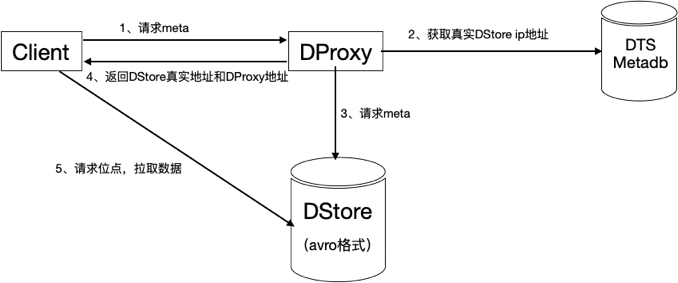 1、请求meta
2、获取真实DStore ip地址
Client
DProxy
DTS
Metadb
4、返回DStore真实地址和DProxy地址
3、请求meta
5、请求位点，拉取数据
DStore
（avro格式）